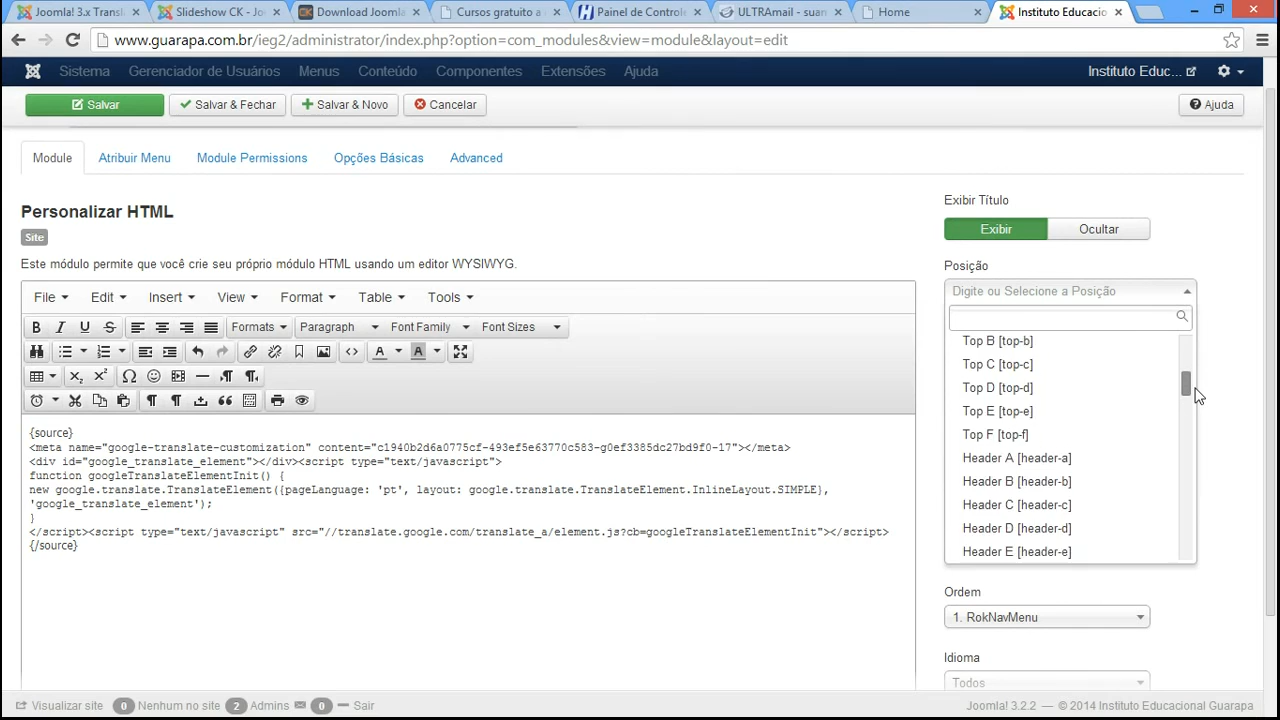 Joomla! 3.x Transl
Slideshow CK - Jo
Download Joomla
Cursos gratuito a
Painel de Control
ULTRAmail - suan
Home
Instituto Educacio
www.guarapa.com.br/ieg2/administrator/index.php?option=com_modules&view=module&layout=edit
Sistema Gerenciador de Usuários Menus Conteúdo Componentes Extensões Ajuda Instituto Educ...
Salvar Salvar & Fechar Salvar & Novo Cancelar Ajuda
Module Atribuir Menu Module Permissions Opções Básicas Advanced
Personalizar HTML
Site
Este módulo permite que você crie seu próprio módulo HTML usando um editor WYSIWYG.
File Edit Insert View Format Table Tools
Formats Paragraph Font Family Font Sizes
{source}
<meta name="google-translate-customization" content="c1940b2d6a0775cf-493ef5e63770c583-g0ef3385dc27bd9f0-17"></meta>
<div id="google_translate_element"></div><script type="text/javascript">
function googleTranslateElementInit() {
new google.translate.TranslateElement({pageLanguage: 'pt', layout: google.translate.TranslateElement.InlineLayout.SIMPLE},
'google_translate_element');
}
</script><script type="text/javascript" src="//translate.google.com/translate_a/element.js?cb=googleTranslateElementInit"></script>
{/source}
Exibir Título
Exibir Ocultar
Posição
Digite ou Selecione a Posição
Top B [top-b]
Top C [top-c]
Top D [top-d]
Top E [top-e]
Top F [top-f]
Header A [header-a]
Header B [header-b]
Header C [header-c]
Header D [header-d]
Header E [header-e]
Ordem
1. RokNavMenu
Idioma
Todos
Visualizar site 0 Nenhum no site 2 Admins 0 Sair Joomla! 3.2.2 — © 2014 Instituto Educacional Guarapa